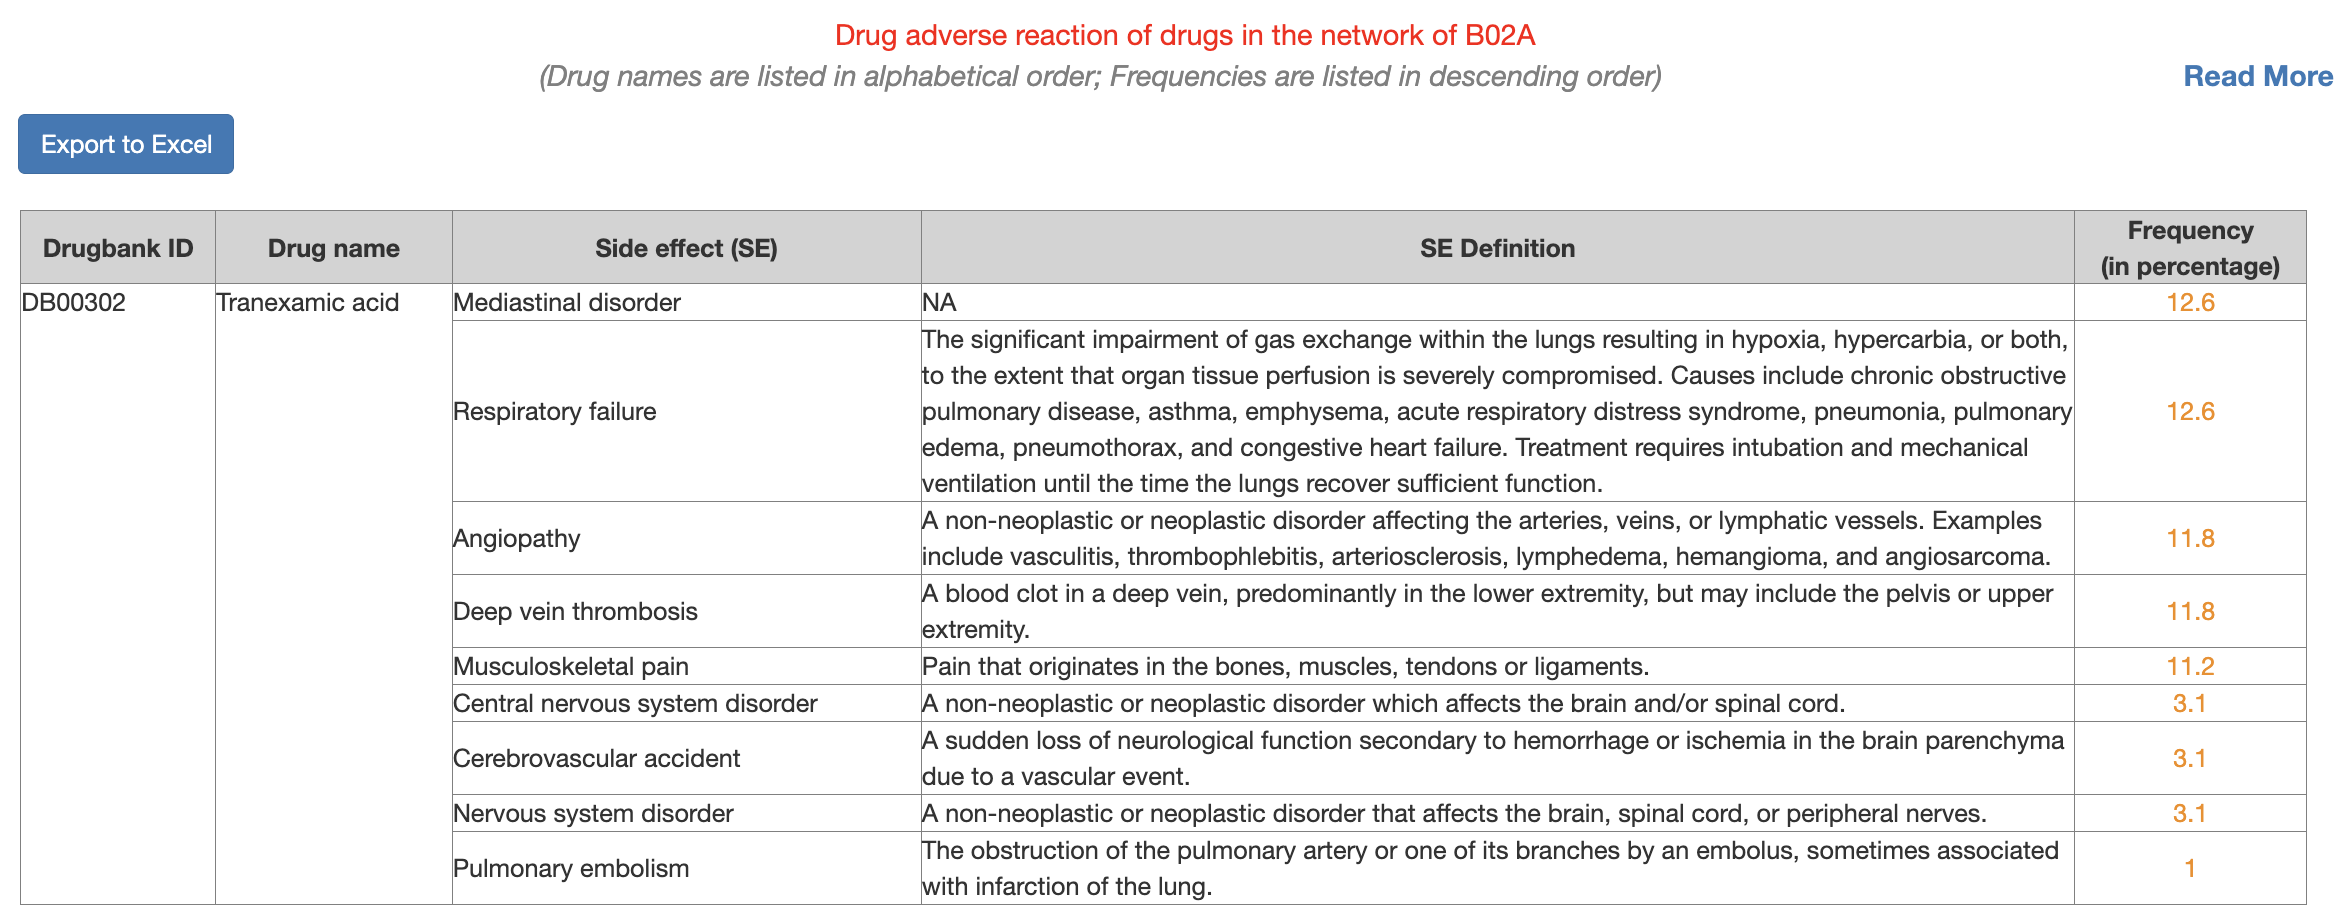 Drug adverse reaction of drugs in the network of B02A
(Drug names are listed in alphabetical order; Frequencies are listed in descending order)
Read More
Export to Excel
Drugbank ID
Drug name
Side effect (SE)
SE Definition
Frequency
(in percentage)
DB00302
Tranexamic acid
Mediastinal disorder
NA
12.6
Respiratory failure
The significant impairment of gas exchange within the lungs resulting in hypoxia, hypercarbia, or both,
to the extent that organ tissue perfusion is severely compromised. Causes include chronic obstructive
pulmonary disease, asthma, emphysema, acute respiratory distress syndrome, pneumonia, pulmonary
edema, pneumothorax, and congestive heart failure. Treatment requires intubation and mechanical
ventilation until the time the lungs recover sufficient function.
12.6
Angiopathy
A non-neoplastic or neoplastic disorder affecting the arteries, veins, or lymphatic vessels. Examples
include vasculitis, thrombophlebitis, arteriosclerosis, lymphedema, hemangioma, and angiosarcoma.
11.8
Deep vein thrombosis
A blood clot in a deep vein, predominantly in the lower extremity, but may include the pelvis or upper
extremity.
11.8
Musculoskeletal pain
Pain that originates in the bones, muscles, tendons or ligaments.
11.2
Central nervous system disorder
A non-neoplastic or neoplastic disorder which affects the brain and/or spinal cord.
3.1
Cerebrovascular accident
A sudden loss of neurological function secondary to hemorrhage or ischemia in the brain parenchyma
due to a vascular event.
3.1
Nervous system disorder
A non-neoplastic or neoplastic disorder that affects the brain, spinal cord, or peripheral nerves.
3.1
Pulmonary embolism
The obstruction of the pulmonary artery or one of its branches by an embolus, sometimes associated
with infarction of the lung.
1